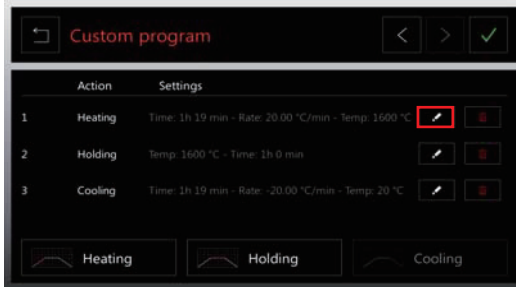 Custom program
Action Settings
1 Heating Time: 1h 19 min - Rate: 20.00 °C/min - Temp: 1600 °C
2 Holding Temp: 1600 °C - Time: 1h 0 min
3 Cooling Time: 1h 19 min - Rate: -20.00 °C/min - Temp: 20 °C
Heating Holding Cooling